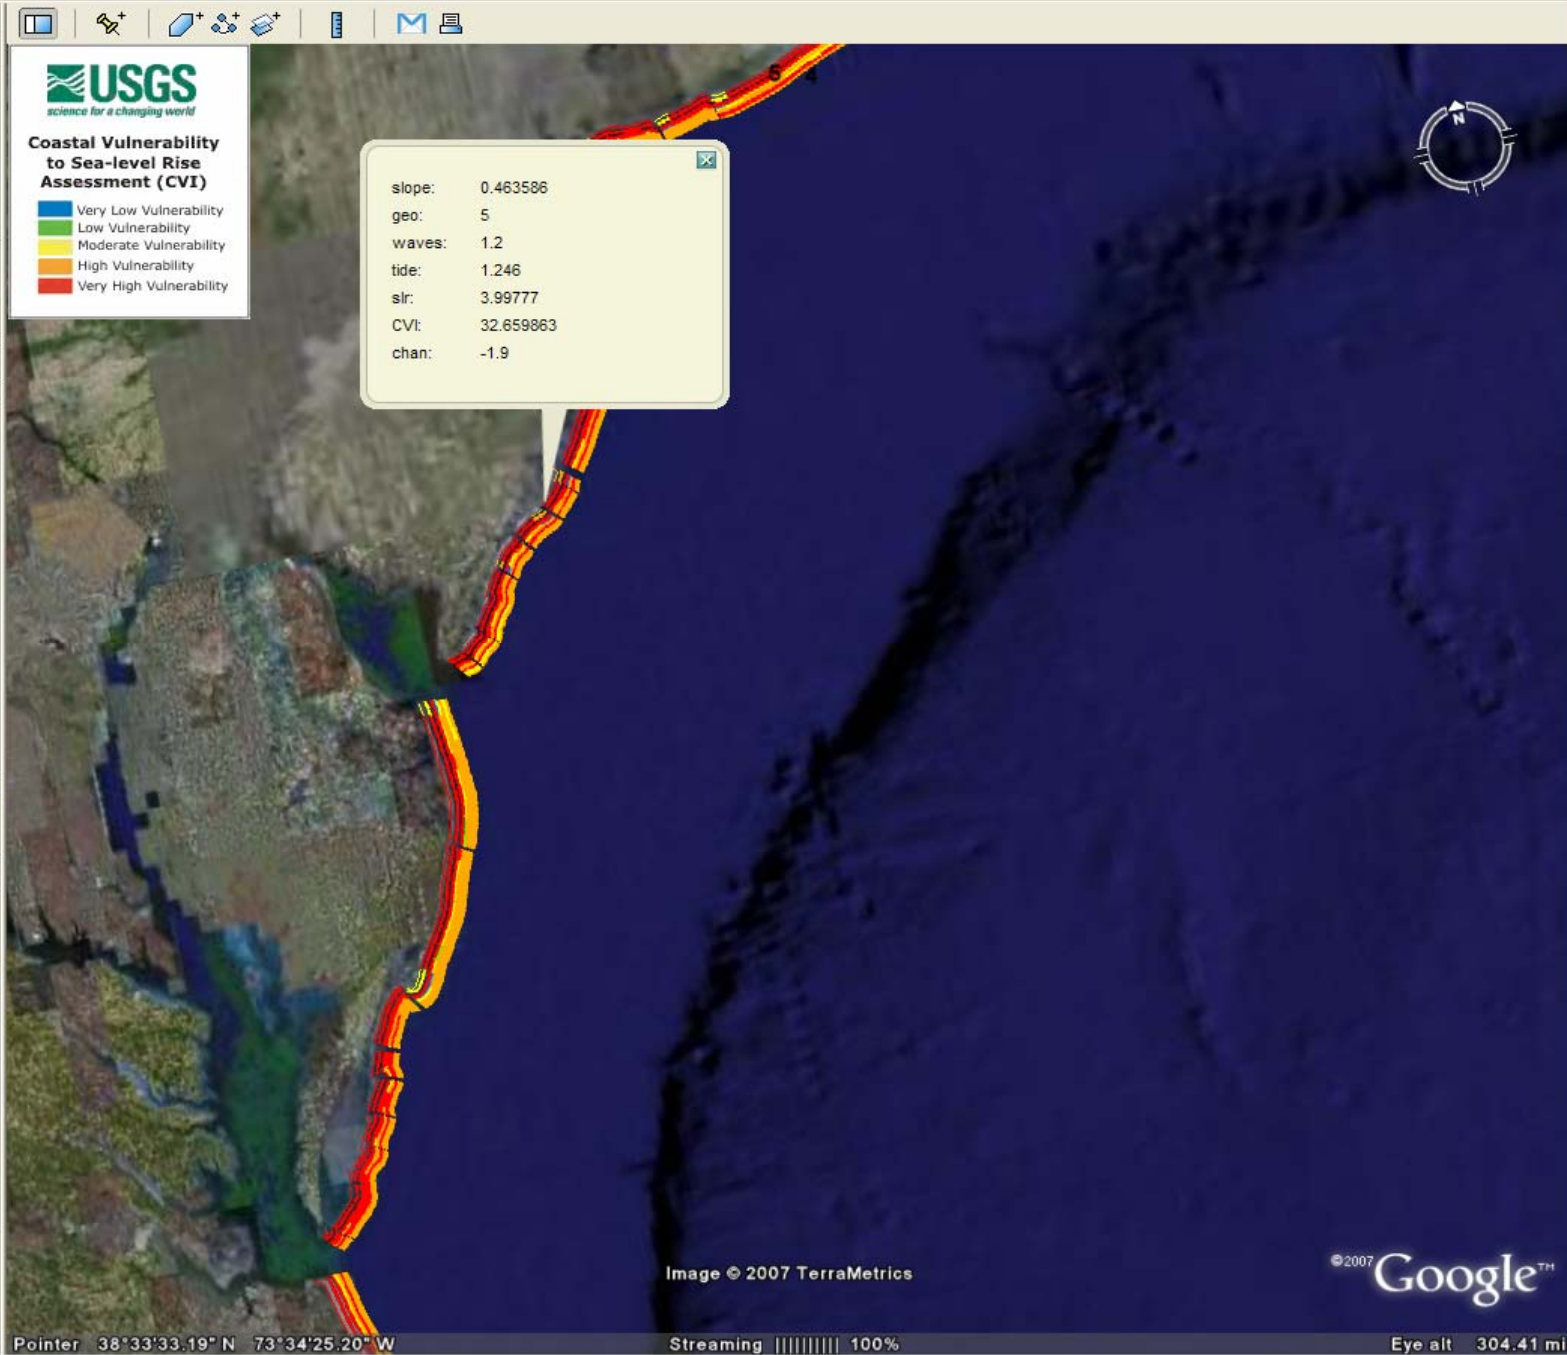 USGS
science for a changing world
Coastal Vulnerability
to Sea-level Rise
Assessment (CVI)
Very Low Vulnerability
Low Vulnerability
Moderate Vulnerability
High Vulnerability
Very High Vulnerability
slope: 0.463586
geo: 5
waves: 1.2
tide: 1.246
slr: 3.99777
CVI: 32.659863
chan: -1.9
N
Image © 2007 TerraMetrics
©2007 Google™
Pointer 38°33'33.19" N 73°34'25.20" W Streaming |||||||||| 100% Eye alt 304.41 mi